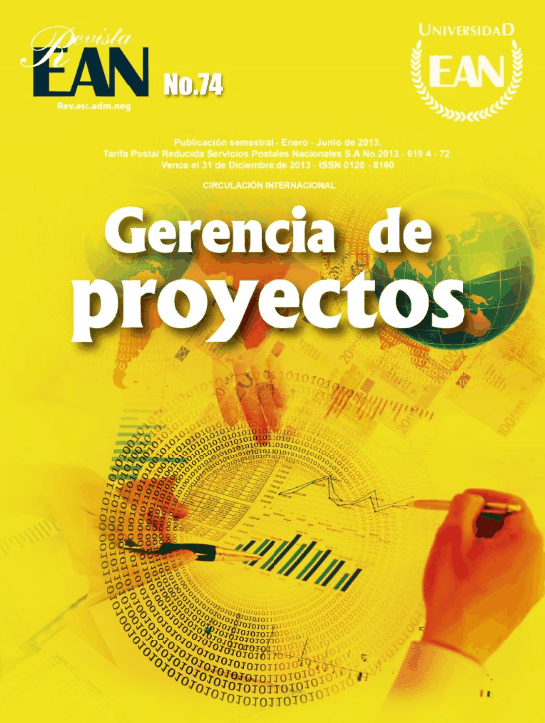 Revista
EAN No.74
Rev.esc.adm.neg
UNIVERSIDAD
EAN
Publicación semestral - Enero - Junio de 2013.
Tarifa Postal Reducida Servicios Postales Nacionales S.A No.2013 - 619 4 - 72.
Vence el 31 de Diciembre de 2013 - ISSN 0120 - 8160
CIRCULACIÓN INTERNACIONAL
Gerencia de
proyectos